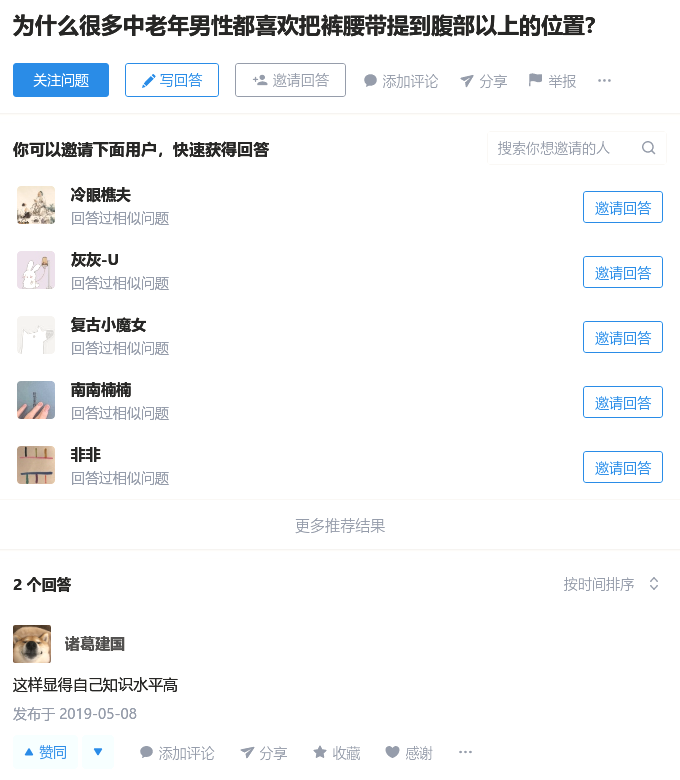 为什么很多中老年男性都喜欢把裤腰带提到腹部以上的位置?
关注问题 写回答 邀请回答 添加评论 分享 举报 ···
你可以邀请下面用户，快速获得回答 搜索你想邀请的人
冷眼樵夫
回答过相似问题 邀请回答
灰灰-U
回答过相似问题 邀请回答
复古小魔女
回答过相似问题 邀请回答
南南楠楠
回答过相似问题 邀请回答
非非
回答过相似问题 邀请回答
更多推荐结果
2 个回答 按时间排序
诸葛建国
这样显得自己知识水平高
发布于 2019-05-08
赞同 添加评论 分享 收藏 感谢 ···